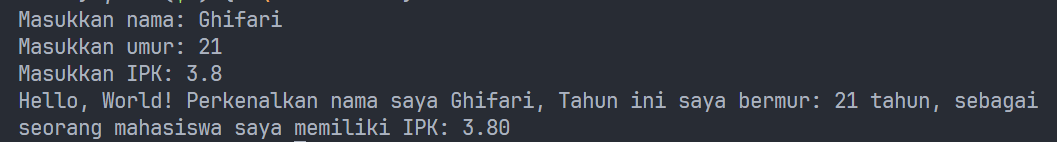 Masukkan nama: Ghifari
Masukkan umur: 21
Masukkan IPK: 3.8
Hello, World! Perkenalkan nama saya Ghifari, Tahun ini saya bermur: 21 tahun, sebagai
seorang mahasiswa saya memiliki IPK: 3.80